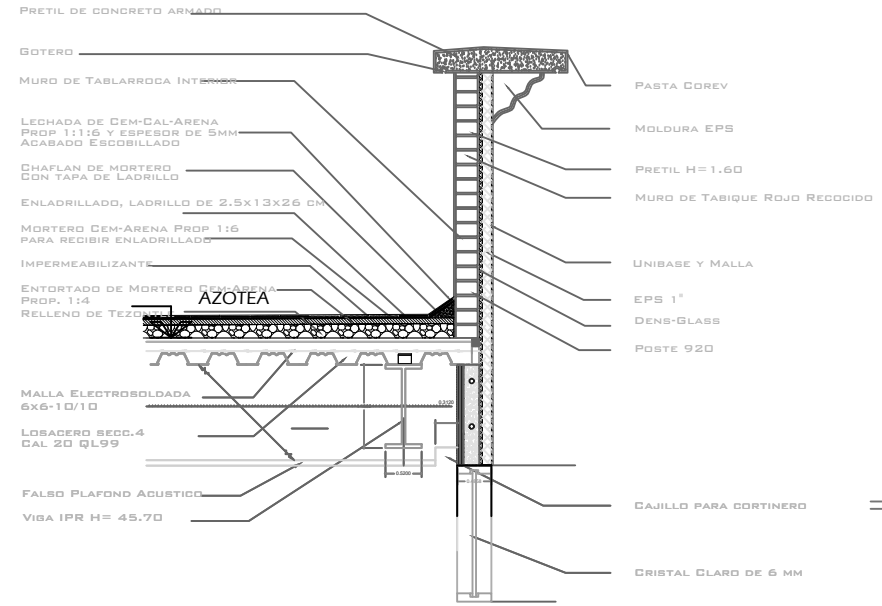 PRETIL DE CONCRETO ARMADO
GOTERO
MURO DE TABLARROCA INTERIOR
LECHADA DE CEM-CAL-ARENA
PROP 1:1:6 Y ESPESOR DE 5MM
ACABADO ESCOBILLADO
CHAFLAN DE MORTERO
CON TAPA DE LADRILLO
ENLADRILLADO, LADRILLO DE 2.5X13X26 CM
MORTERO CEM-ARENA PROP 1:6
PARA RECIBIR ENLADRILLADO
IMPERMEABILIZANTE
ENTORTADO DE MORTERO CEM-ARENA
PROP. 1:4
RELLENO DE TEZONTLE
AZOTEA
MALLA ELECTROSOLDADA
6X6-10/10
LOSACERO SECC.4
CAL 20 QL99
FALSO PLAFOND ACUSTICO
VIGA IPR H= 45.70
0.3120
0.5200
PASTA COREV
MOLDURA EPS
PRETIL H=1.60
MURO DE TABIQUE ROJO RECOCIDO
UNIBASE Y MALLA
EPS 1"
DENS-GLASS
POSTE 920
CAJILLO PARA CORTINERO
CRISTAL CLARO DE 6 MM